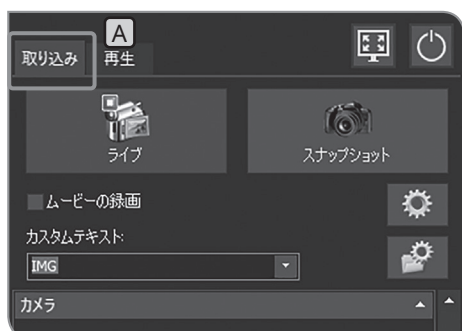 A
取り込み 再生
ライブ スナップショット
ムービーの録画
カスタムテキスト:
IMG
カメラ